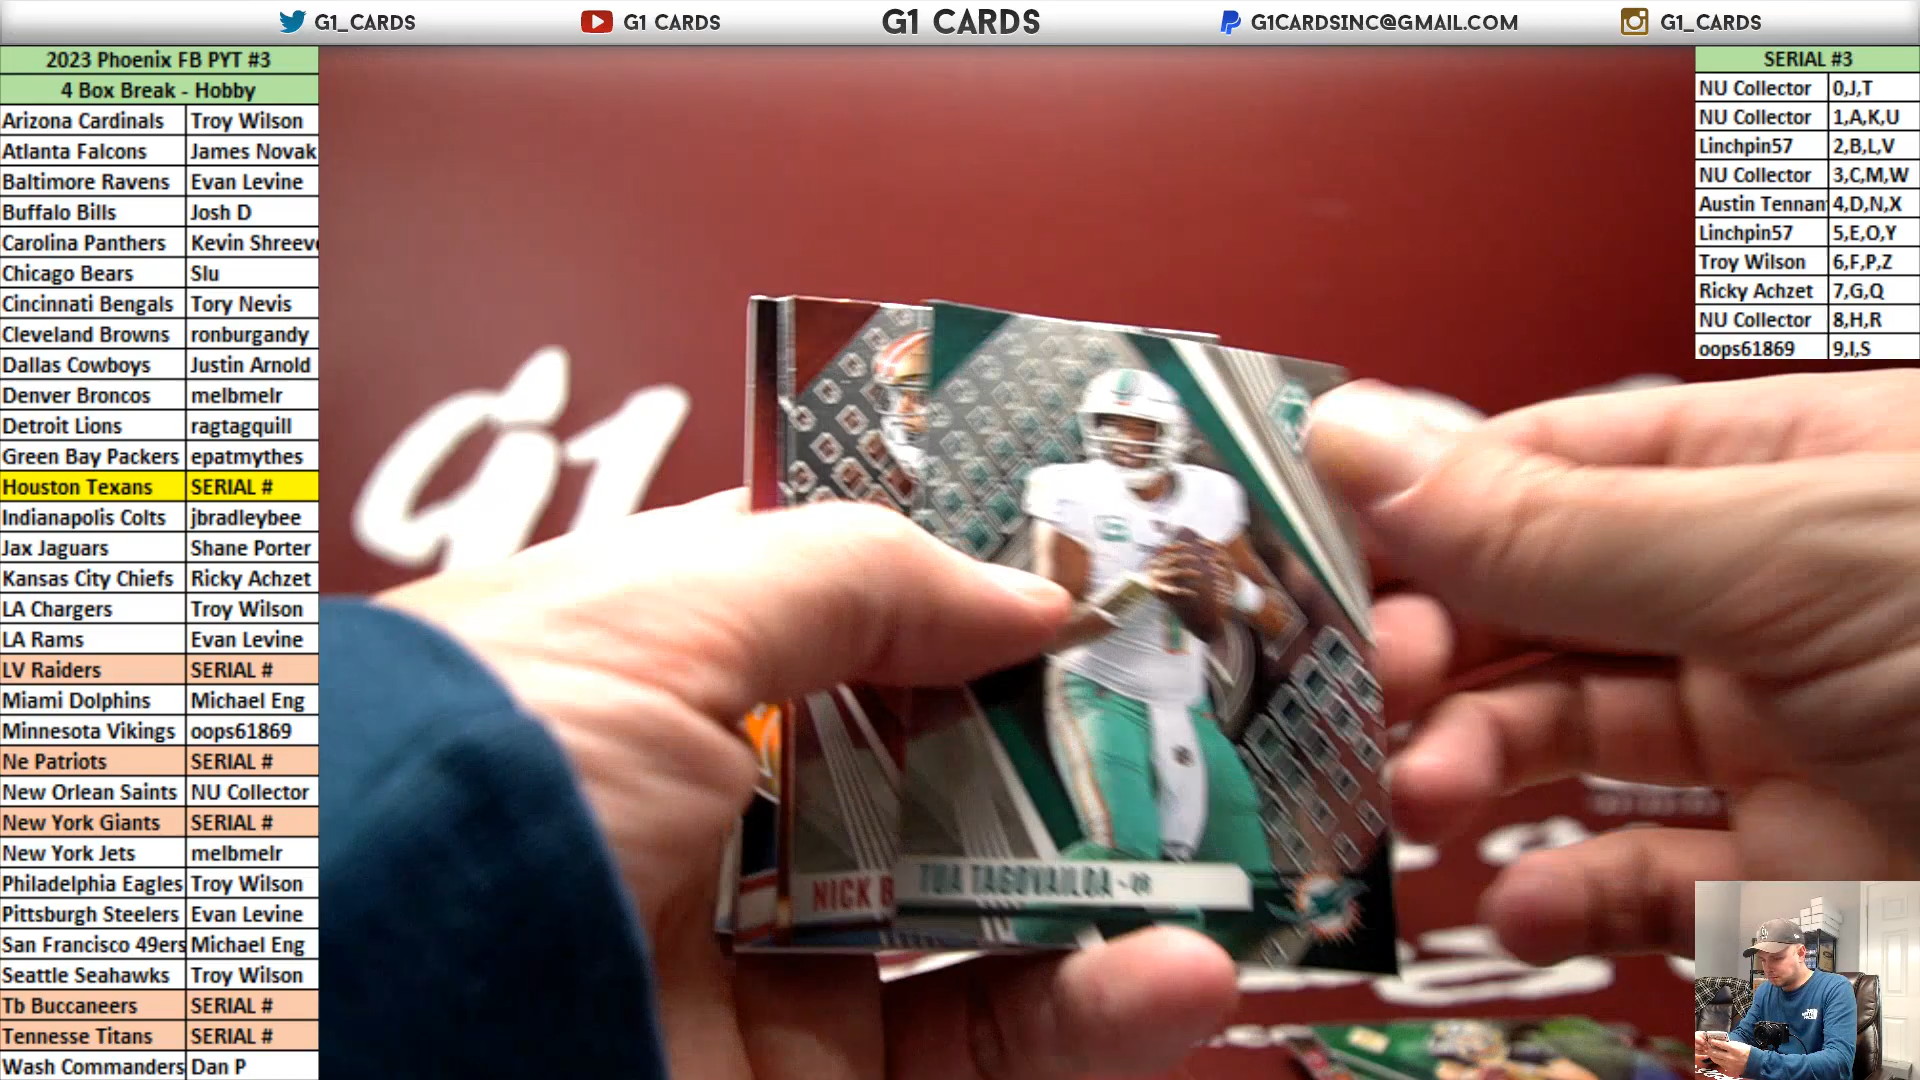 G1_CARDS
G1 CARDS
G1 CARDS
G1CARDSINC@GMAIL.COM
G1_CARDS
2023 Phoenix FB PYT #3
4 Box Break - Hobby
Arizona Cardinals Troy Wilson
Atlanta Falcons James Novak
Baltimore Ravens Evan Levine
Buffalo Bills Josh D
Carolina Panthers Kevin Shreeve
Chicago Bears Slu
Cincinnati Bengals Tory Nevis
Cleveland Browns ronburgandy
Dallas Cowboys Justin Arnold
Denver Broncos melbmelr
Detroit Lions ragtagquill
Green Bay Packers epatmythes
Houston Texans SERIAL #
Indianapolis Colts jbradleybee
Jax Jaguars Shane Porter
Kansas City Chiefs Ricky Achzet
LA Chargers Troy Wilson
LA Rams Evan Levine
LV Raiders SERIAL #
Miami Dolphins Michael Eng
Minnesota Vikings oops61869
Ne Patriots SERIAL #
New Orlean Saints NU Collector
New York Giants SERIAL #
New York Jets melbmelr
Philadelphia Eagles Troy Wilson
Pittsburgh Steelers Evan Levine
San Francisco 49ers Michael Eng
Seattle Seahawks Troy Wilson
Tb Buccaneers SERIAL #
Tennesse Titans SERIAL #
Wash Commanders Dan P
SERIAL #3
NU Collector 0,J,T
NU Collector 1,A,K,U
Linchpin57 2,B,L,V
NU Collector 3,C,M,W
Austin Tennan 4,D,N,X
Linchpin57 5,E,O,Y
Troy Wilson 6,F,P,Z
Ricky Achzet 7,G,Q
NU Collector 8,H,R
oops61869 9,I,S
g1
NICK B
TUA TAGOVAILOA - QB